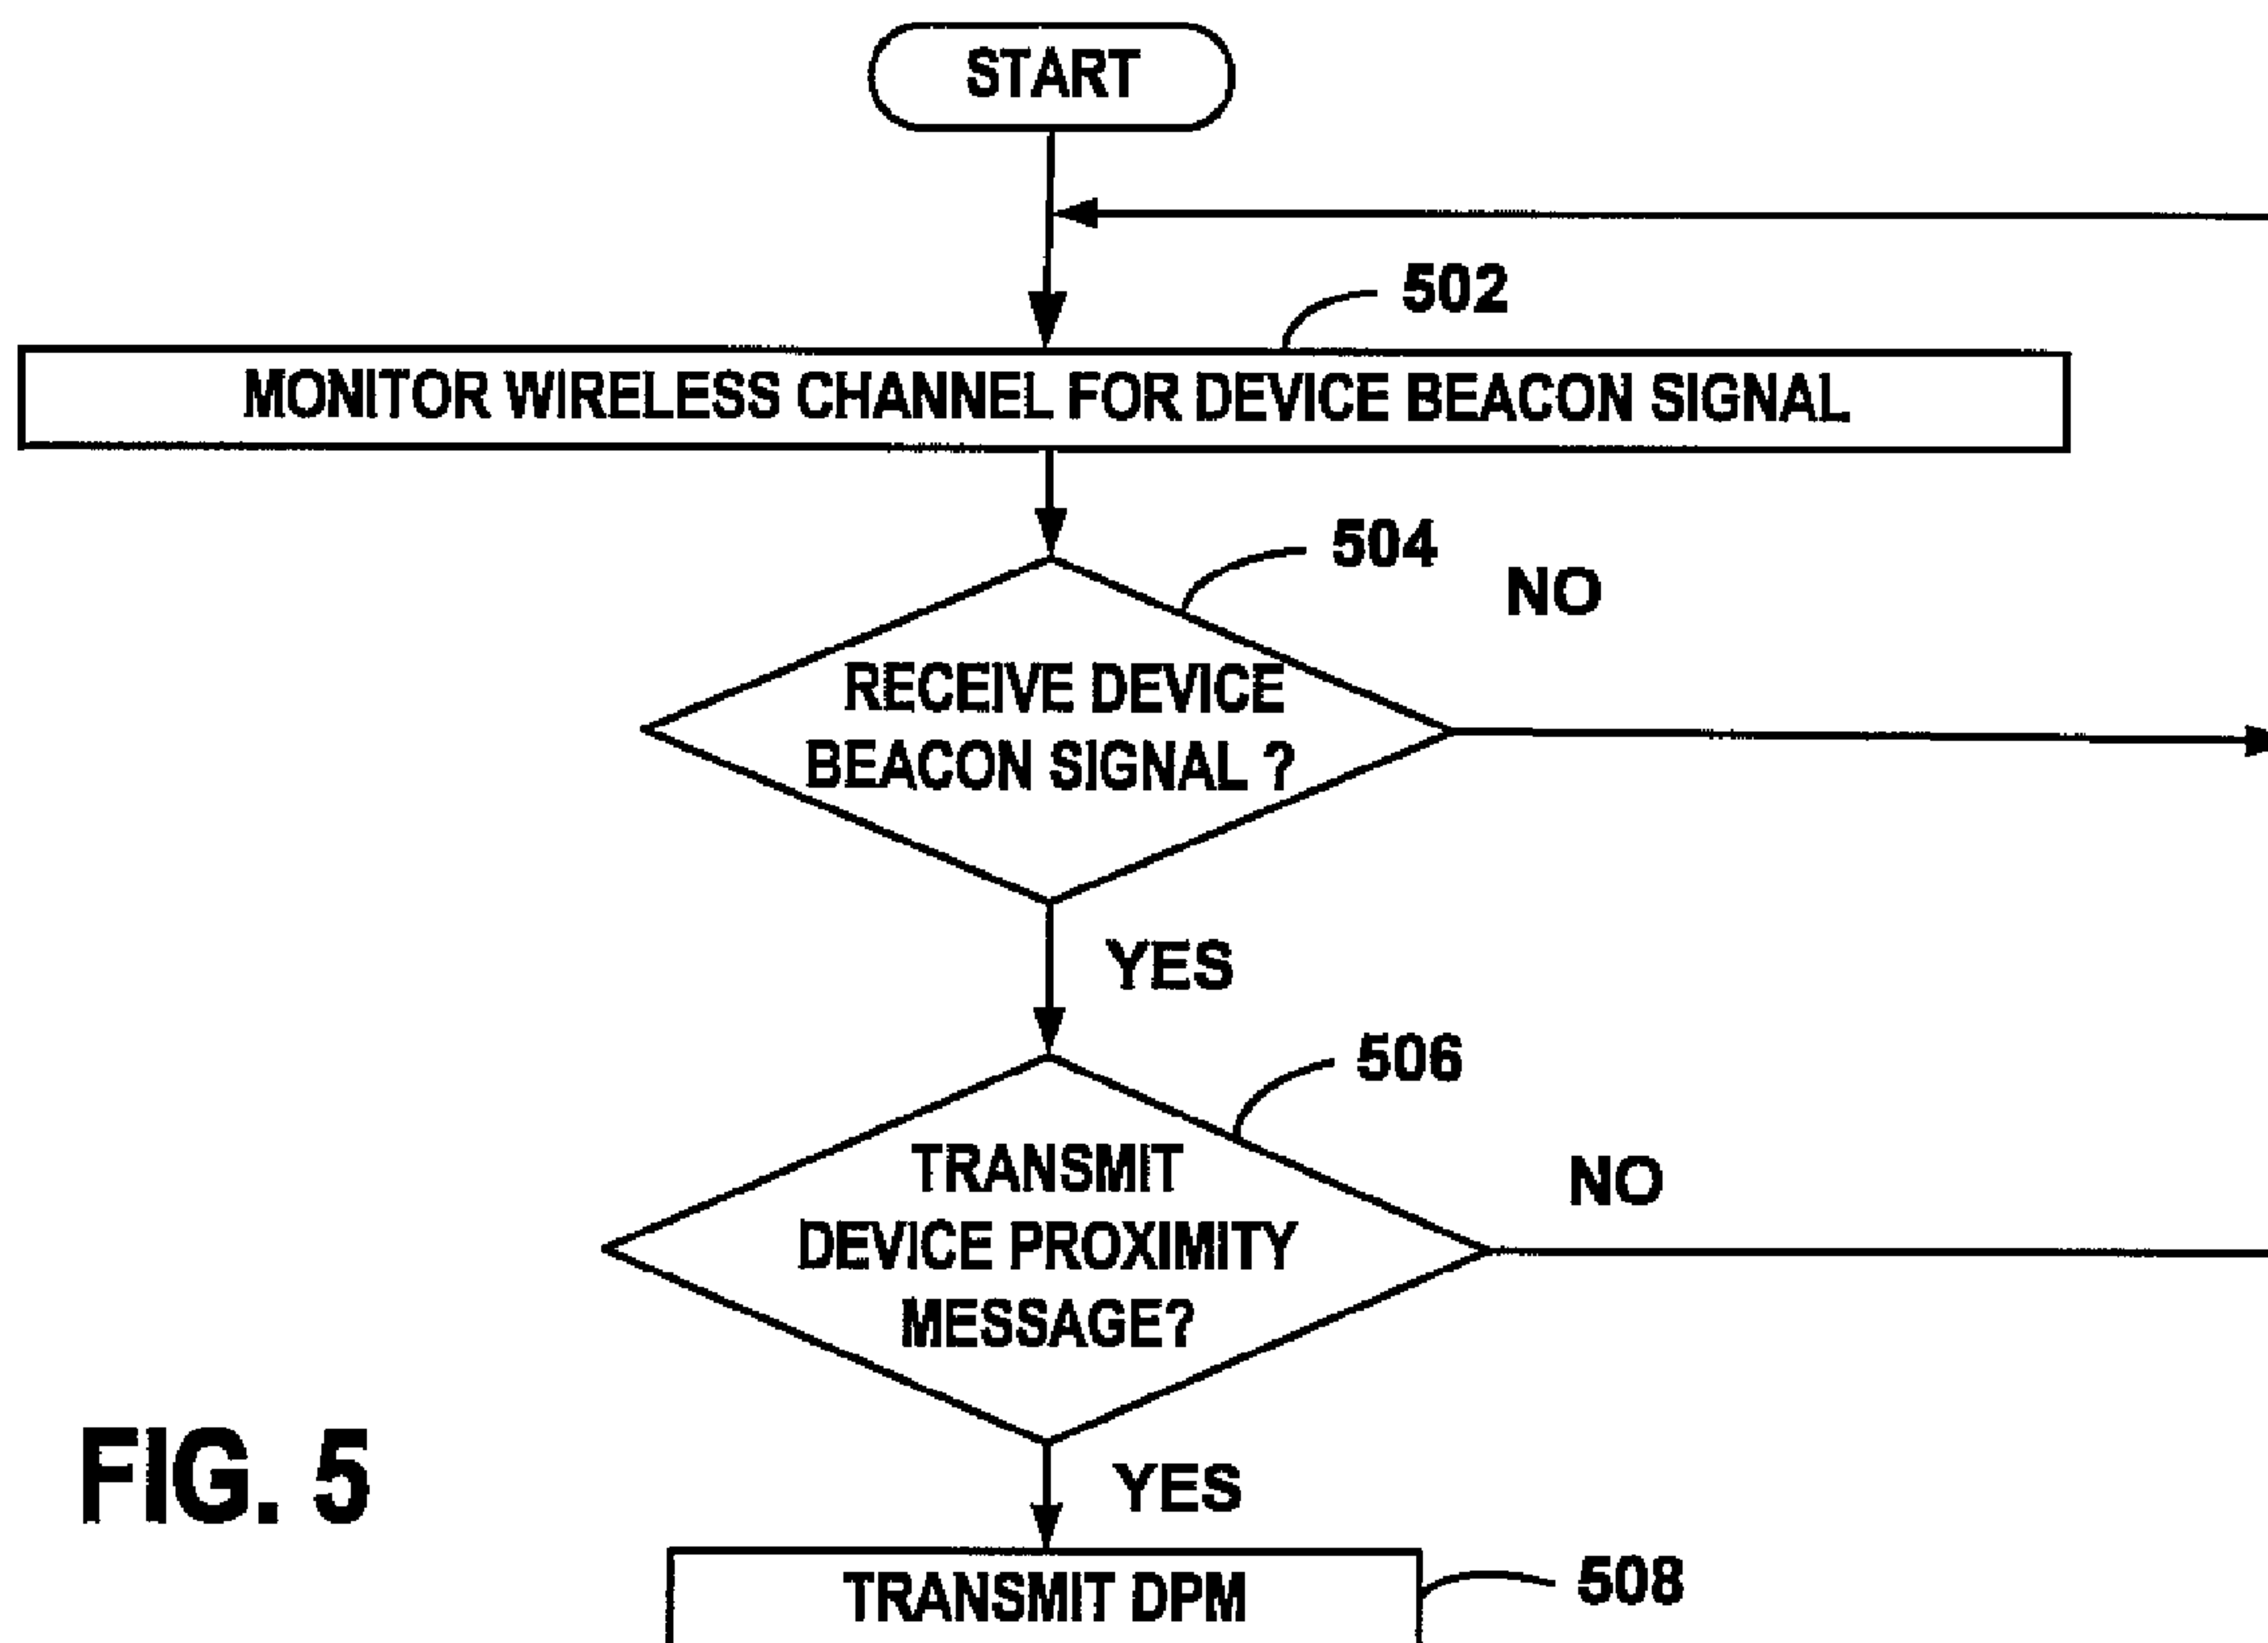 START
502
MONITOR WIRELESS CHANNEL FOR DEVICE BEACON SIGNAL
504
NO
RECEIVE DEVICE
BEACON SIGNAL ?
YES
506
TRANSMIT
DEVICE PROXIMITY
MESSAGE?
NO
YES
FIG. 5
TRANSMIT DPM
508